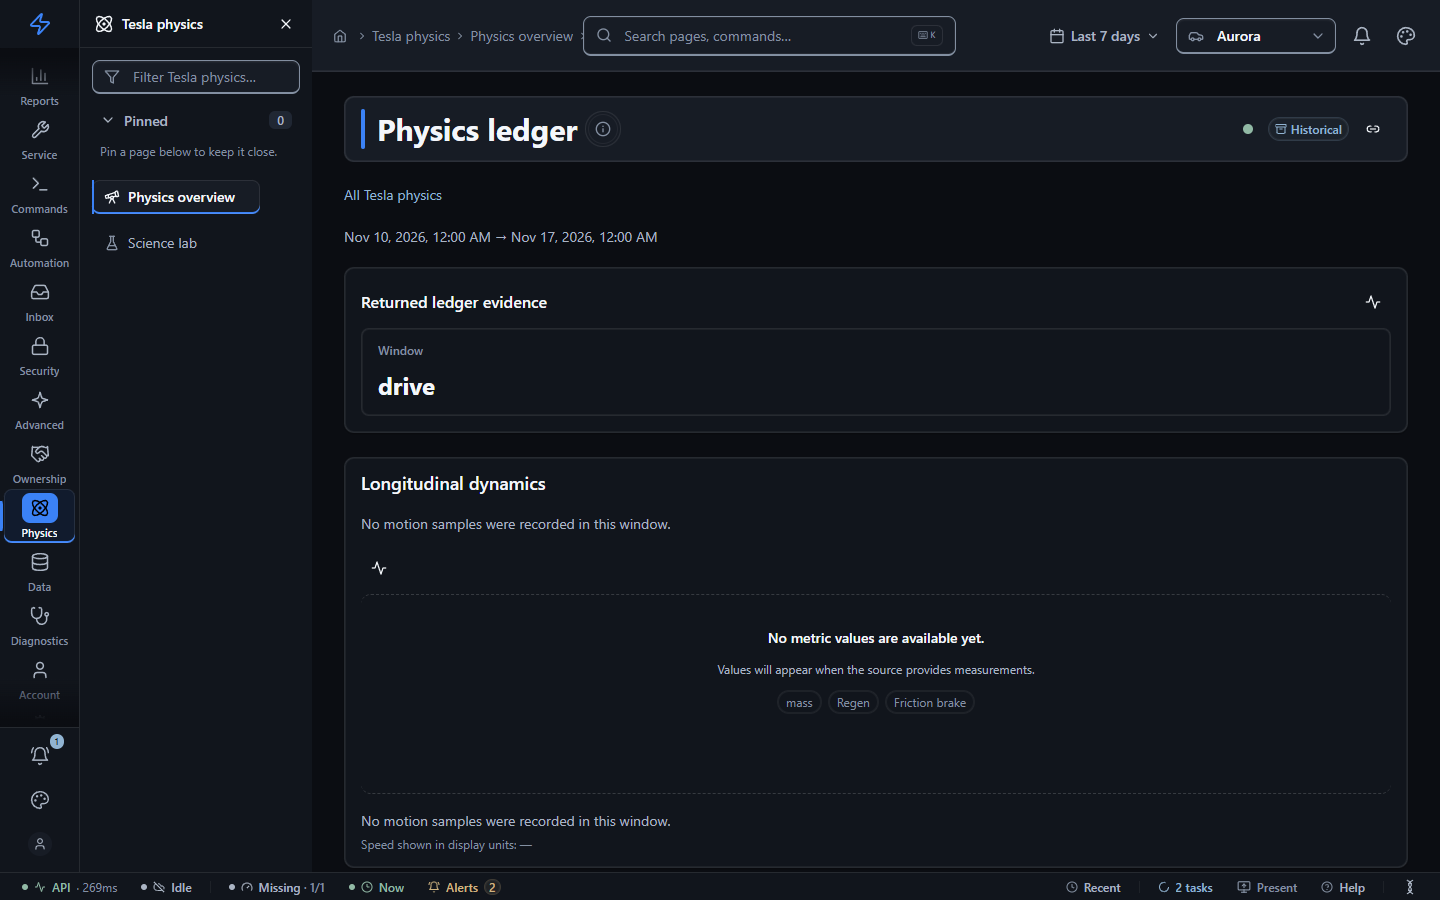 Tesla physics
Tesla physics
Physics overview
Search pages, commands...
K
Last 7 days
Aurora
Reports
Service
Commands
Automation
Inbox
Security
Advanced
Ownership
Physics
Data
Diagnostics
Account
1
Filter Tesla physics...
Pinned
0
Pin a page below to keep it close.
Physics overview
Science lab
Physics ledger
Historical
All Tesla physics
Nov 10, 2026, 12:00 AM → Nov 17, 2026, 12:00 AM
Returned ledger evidence
Window
drive
Longitudinal dynamics
No motion samples were recorded in this window.
No metric values are available yet.
Values will appear when the source provides measurements.
mass
Regen
Friction brake
No motion samples were recorded in this window.
Speed shown in display units: —
API · 269ms
Idle
Missing · 1/1
Now
Alerts 2
Recent
2 tasks
Present
Help